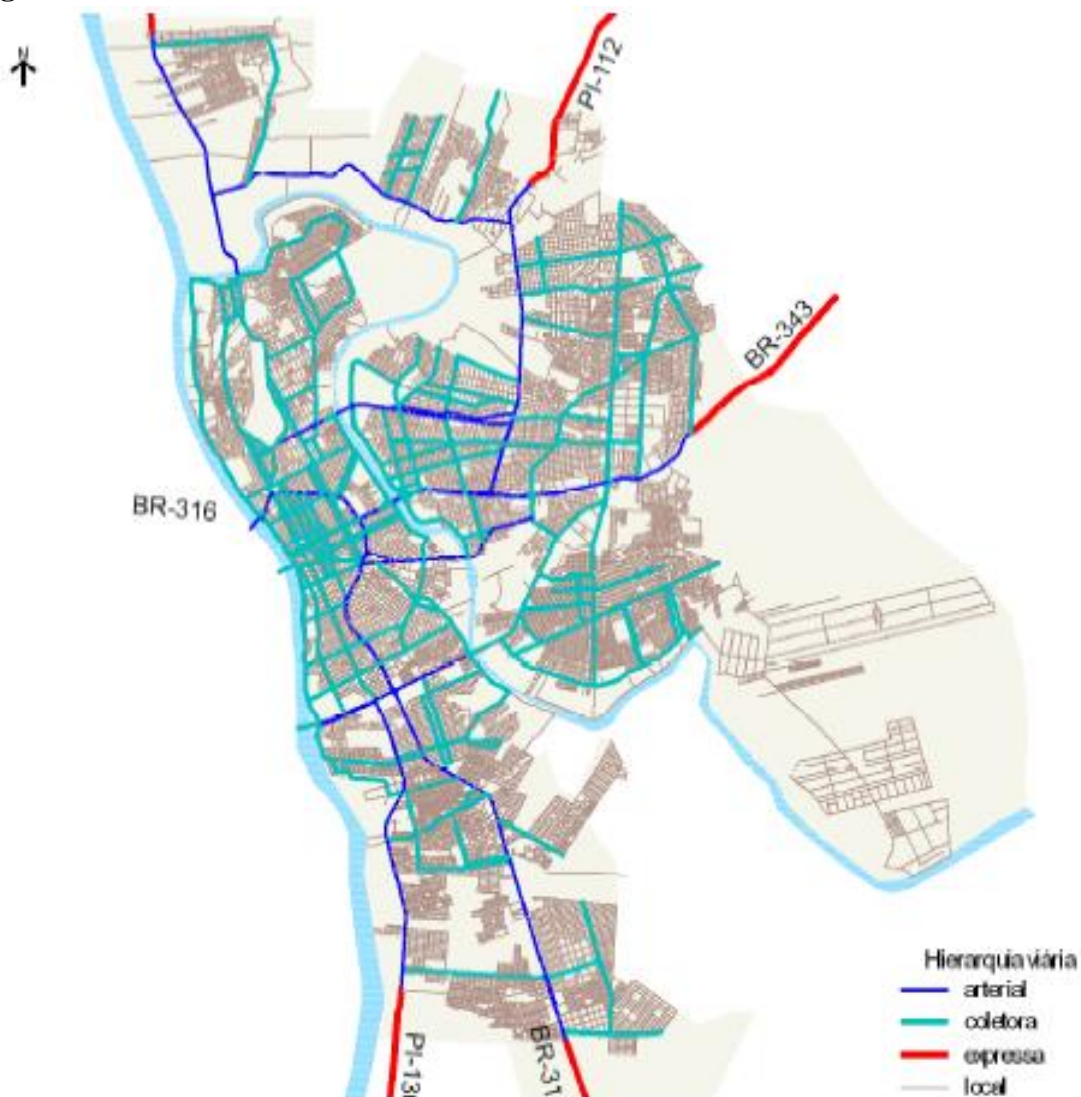 N
PI-112
BR-343
BR-316
Hierarquia viária
arterial
coletora
expressa
local
PI-13
BR-31